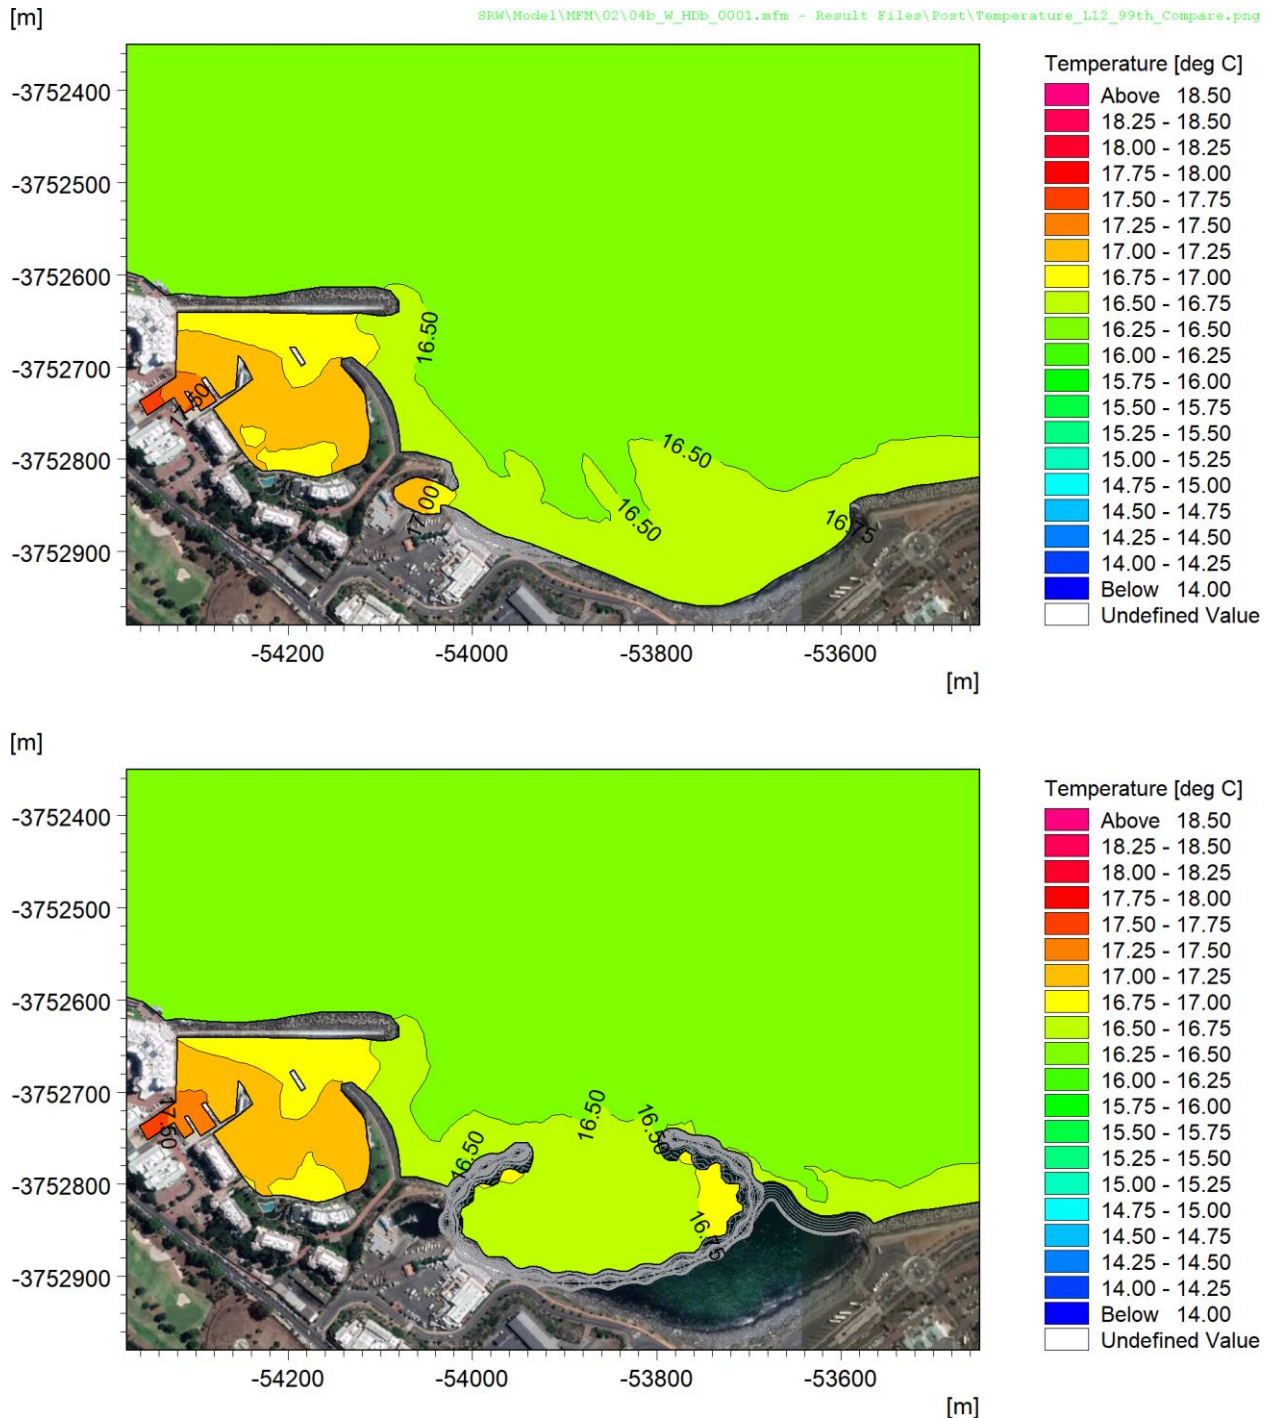 SRW\Model\MFM\02\04b_W_HDb_0001.mfm - Result Files\Post\Temperature_L12_99th_Compare.png
[m]
-3752400
-3752500
-3752600
-3752700
-3752800
-3752900
-54200
-54000
-53800
-53600
[m]
16.50
17.50
17.00
16.50
16.50
16.75
Temperature [deg C]
Above 18.50
18.25 - 18.50
18.00 - 18.25
17.75 - 18.00
17.50 - 17.75
17.25 - 17.50
17.00 - 17.25
16.75 - 17.00
16.50 - 16.75
16.25 - 16.50
16.00 - 16.25
15.75 - 16.00
15.50 - 15.75
15.25 - 15.50
15.00 - 15.25
14.75 - 15.00
14.50 - 14.75
14.25 - 14.50
14.00 - 14.25
Below 14.00
Undefined Value
[m]
-3752400
-3752500
-3752600
-3752700
-3752800
-3752900
-54200
-54000
-53800
-53600
[m]
17.50
16.50
16.50
16.50
16.75
Temperature [deg C]
Above 18.50
18.25 - 18.50
18.00 - 18.25
17.75 - 18.00
17.50 - 17.75
17.25 - 17.50
17.00 - 17.25
16.75 - 17.00
16.50 - 16.75
16.25 - 16.50
16.00 - 16.25
15.75 - 16.00
15.50 - 15.75
15.25 - 15.50
15.00 - 15.25
14.75 - 15.00
14.50 - 14.75
14.25 - 14.50
14.00 - 14.25
Below 14.00
Undefined Value